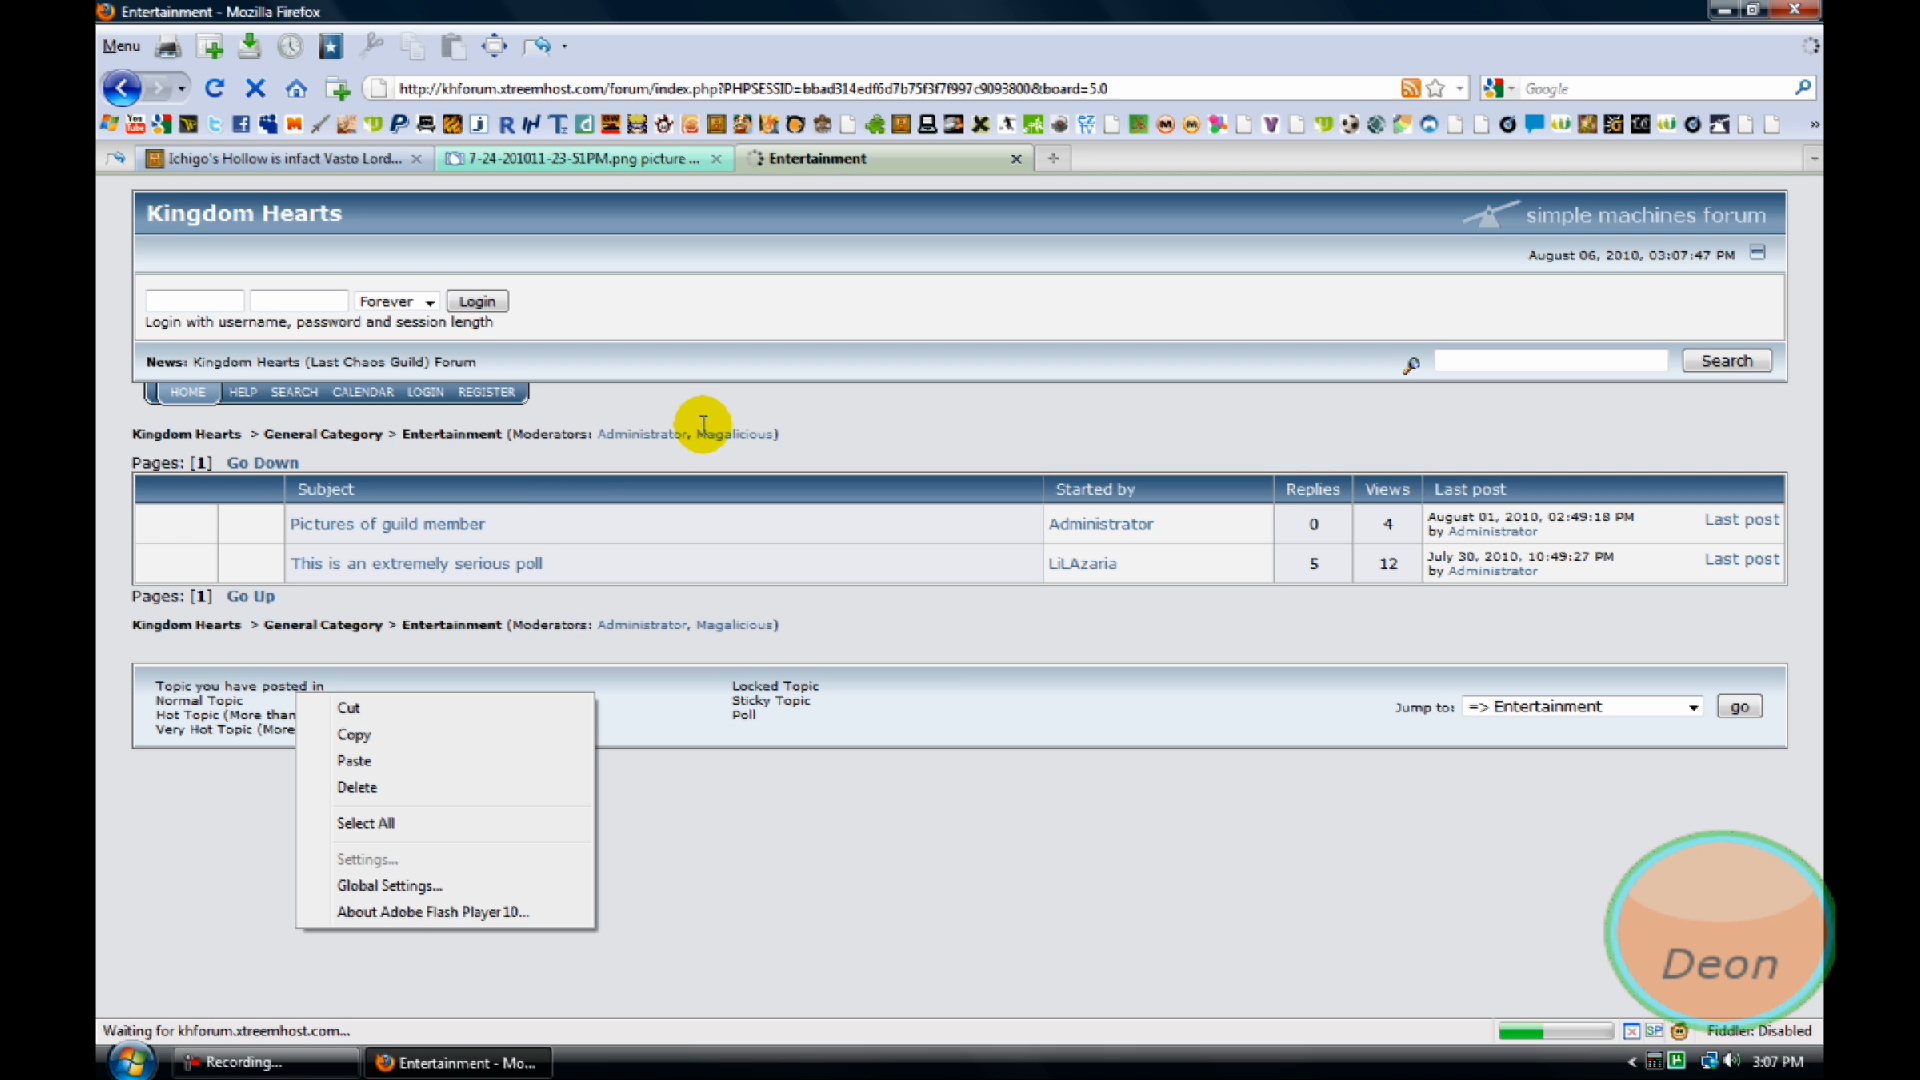 Entertainment - Mozilla Firefox
Menu
http://khforum.xtreemhost.com/forum/index.php?PHPSESSID=bbad314edf6d7b75f3f7f997c9093800&board=5.0
Google
Ichigo's Hollow is infact Vasto Lord...
7-24-201011-23-51PM.png picture ...
Entertainment
Kingdom Hearts
simple machines forum
August 06, 2010, 03:07:47 PM
Forever
Login
Login with username, password and session length
News: Kingdom Hearts (Last Chaos Guild) Forum
Search
HOME HELP SEARCH CALENDAR LOGIN REGISTER
Kingdom Hearts > General Category > Entertainment (Moderators: Administrator, Magalicious)
Pages: [1] Go Down
Subject Started by Replies Views Last post
Pictures of guild member Administrator 0 4 August 01, 2010, 02:49:18 PM Last post
by Administrator
This is an extremely serious poll LiLAzaria 5 12 July 30, 2010, 10:49:27 PM Last post
by Administrator
Pages: [1] Go Up
Kingdom Hearts > General Category > Entertainment (Moderators: Administrator, Magalicious)
Topic you have posted in
Normal Topic
Hot Topic (More than
Very Hot Topic (More
Locked Topic
Sticky Topic
Poll
Jump to: => Entertainment go
Cut
Copy
Paste
Delete
Select All
Settings...
Global Settings...
About Adobe Flash Player 10...
Deon
Waiting for khforum.xtreemhost.com...
Fiddler: Disabled
Recording...
Entertainment - Mo...
3:07 PM